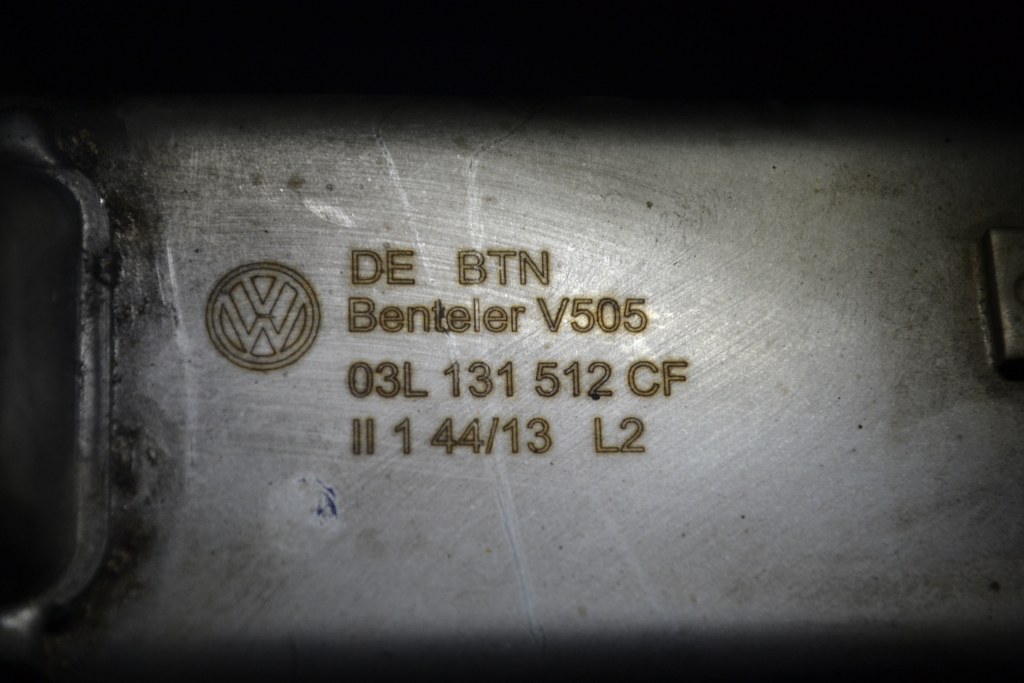 DE BTN
Benteler V505
03L 131 512 CF
II 1 44/13 L2